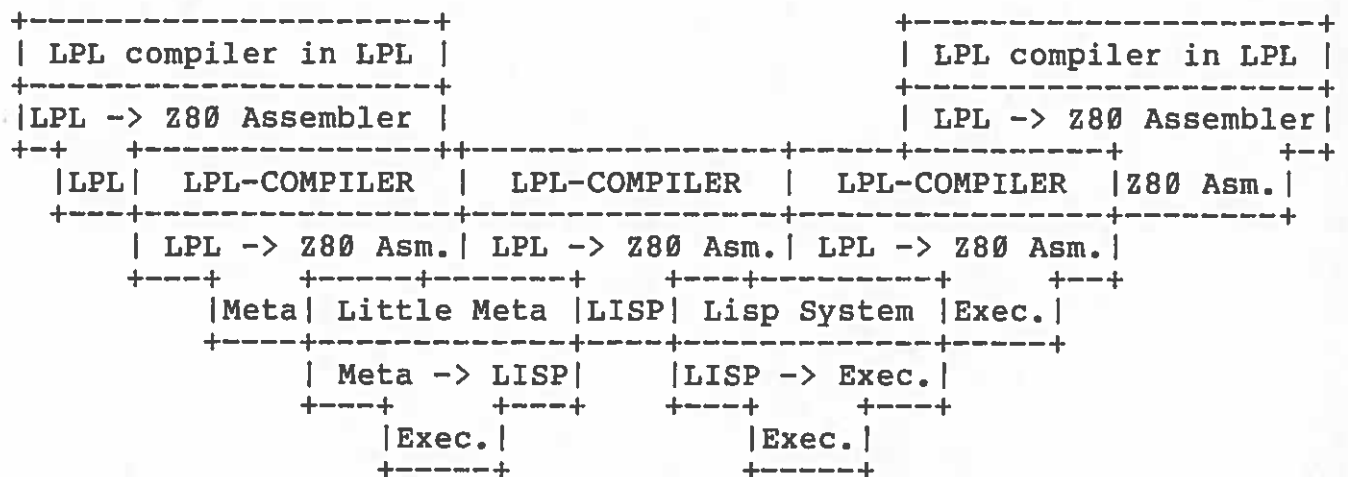 LPL compiler in LPL LPL compiler in LPL
LPL -> Z80 Assembler LPL -> Z80 Assembler
LPL LPL-COMPILER LPL-COMPILER LPL-COMPILER Z80 Asm.
LPL -> Z80 Asm. LPL -> Z80 Asm. LPL -> Z80 Asm.
Meta Little Meta LISP Lisp System Exec.
Meta -> LISP LISP -> Exec.
Exec. Exec.